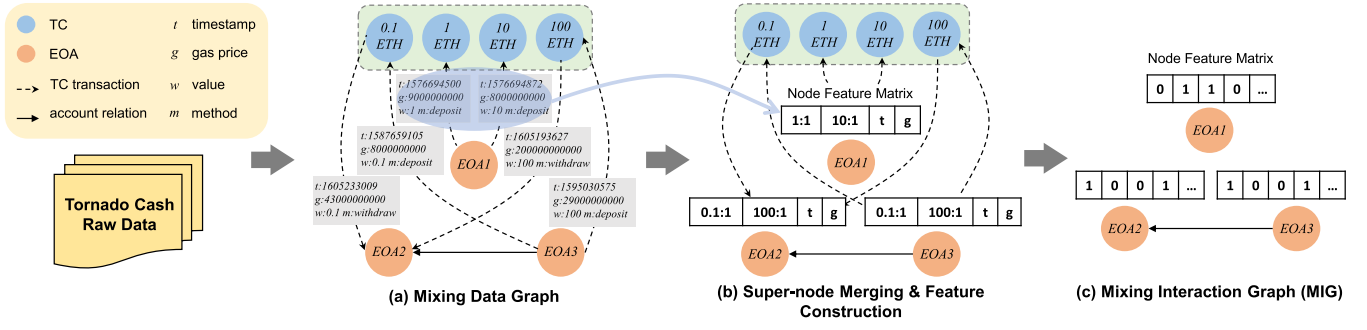 TC
EOA
TC transaction
account relation
t timestamp
g gas price
w value
m method
Tornado Cash
Raw Data
0.1
ETH
1
ETH
10
ETH
100
ETH
t:1576694500
g:9000000000
w:1 m:deposit
t:1576694872
g:8000000000
w:10 m:deposit
t:1587659105
g:8000000000
w:0.1 m:deposit
t:1605193627
g:200000000000
w:100 m:withdraw
t:1605233009
g:43000000000
w:0.1 m:withdraw
t:1595030575
g:29000000000
w:100 m:deposit
EOA1
EOA2
EOA3
(a) Mixing Data Graph
0.1
ETH
1
ETH
10
ETH
100
ETH
Node Feature Matrix
1:1 10:1 t g
EOA1
0.1:1 100:1 t g
0.1:1 100:1 t g
EOA2
EOA3
(b) Super-node Merging & Feature
Construction
Node Feature Matrix
0 1 1 0 ...
EOA1
1 0 0 1 ...
1 0 0 1 ...
EOA2
EOA3
(c) Mixing Interaction Graph (MIG)